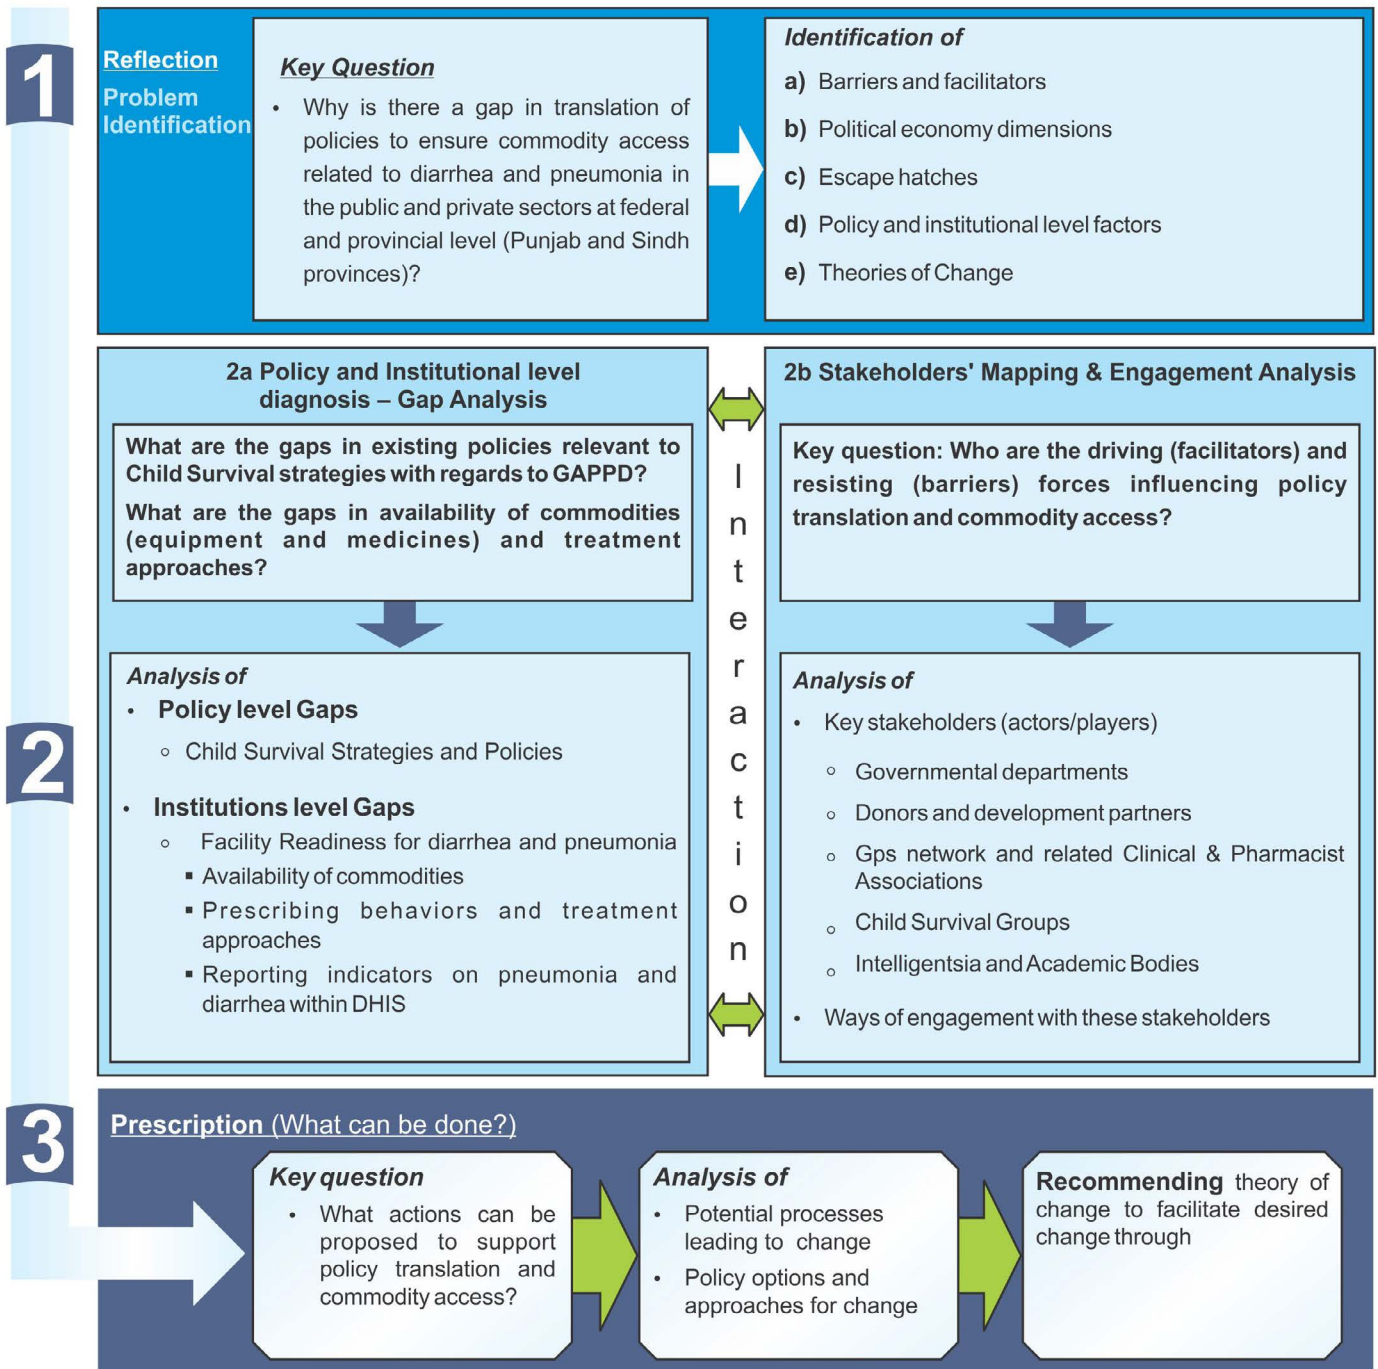 1
Reflection
Problem
Identification
Key Question
• Why is there a gap in translation of
policies to ensure commodity access
related to diarrhea and pneumonia in
the public and private sectors at federal
and provincial level (Punjab and Sindh
provinces)?
Identification of
a) Barriers and facilitators
b) Political economy dimensions
c) Escape hatches
d) Policy and institutional level factors
e) Theories of Change
2
2a Policy and Institutional level
diagnosis – Gap Analysis
What are the gaps in existing policies relevant to
Child Survival strategies with regards to GAPPD?
What are the gaps in availability of commodities
(equipment and medicines) and treatment
approaches?
Analysis of
• Policy level Gaps
○ Child Survival Strategies and Policies
• Institutions level Gaps
○ Facility Readiness for diarrhea and pneumonia
▪ Availability of commodities
▪ Prescribing behaviors and treatment
approaches
▪ Reporting indicators on pneumonia and
diarrhea within DHIS
Interaction
2b Stakeholders' Mapping & Engagement Analysis
Key question: Who are the driving (facilitators) and
resisting (barriers) forces influencing policy
translation and commodity access?
Analysis of
• Key stakeholders (actors/players)
○ Governmental departments
○ Donors and development partners
○ Gps network and related Clinical & Pharmacist
Associations
○ Child Survival Groups
○ Intelligentsia and Academic Bodies
• Ways of engagement with these stakeholders
3
Prescription (What can be done?)
Key question
• What actions can be
proposed to support
policy translation and
commodity access?
Analysis of
• Potential processes
leading to change
• Policy options and
approaches for change
Recommending theory of
change to facilitate desired
change through